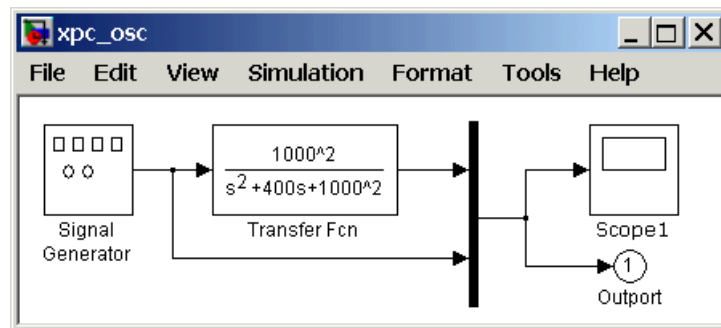 xpc_osc
File Edit View Simulation Format Tools Help
1000^2
s^2+400s+1000^2
Signal
Generator
Transfer Fcn
Scope1
1
Outport